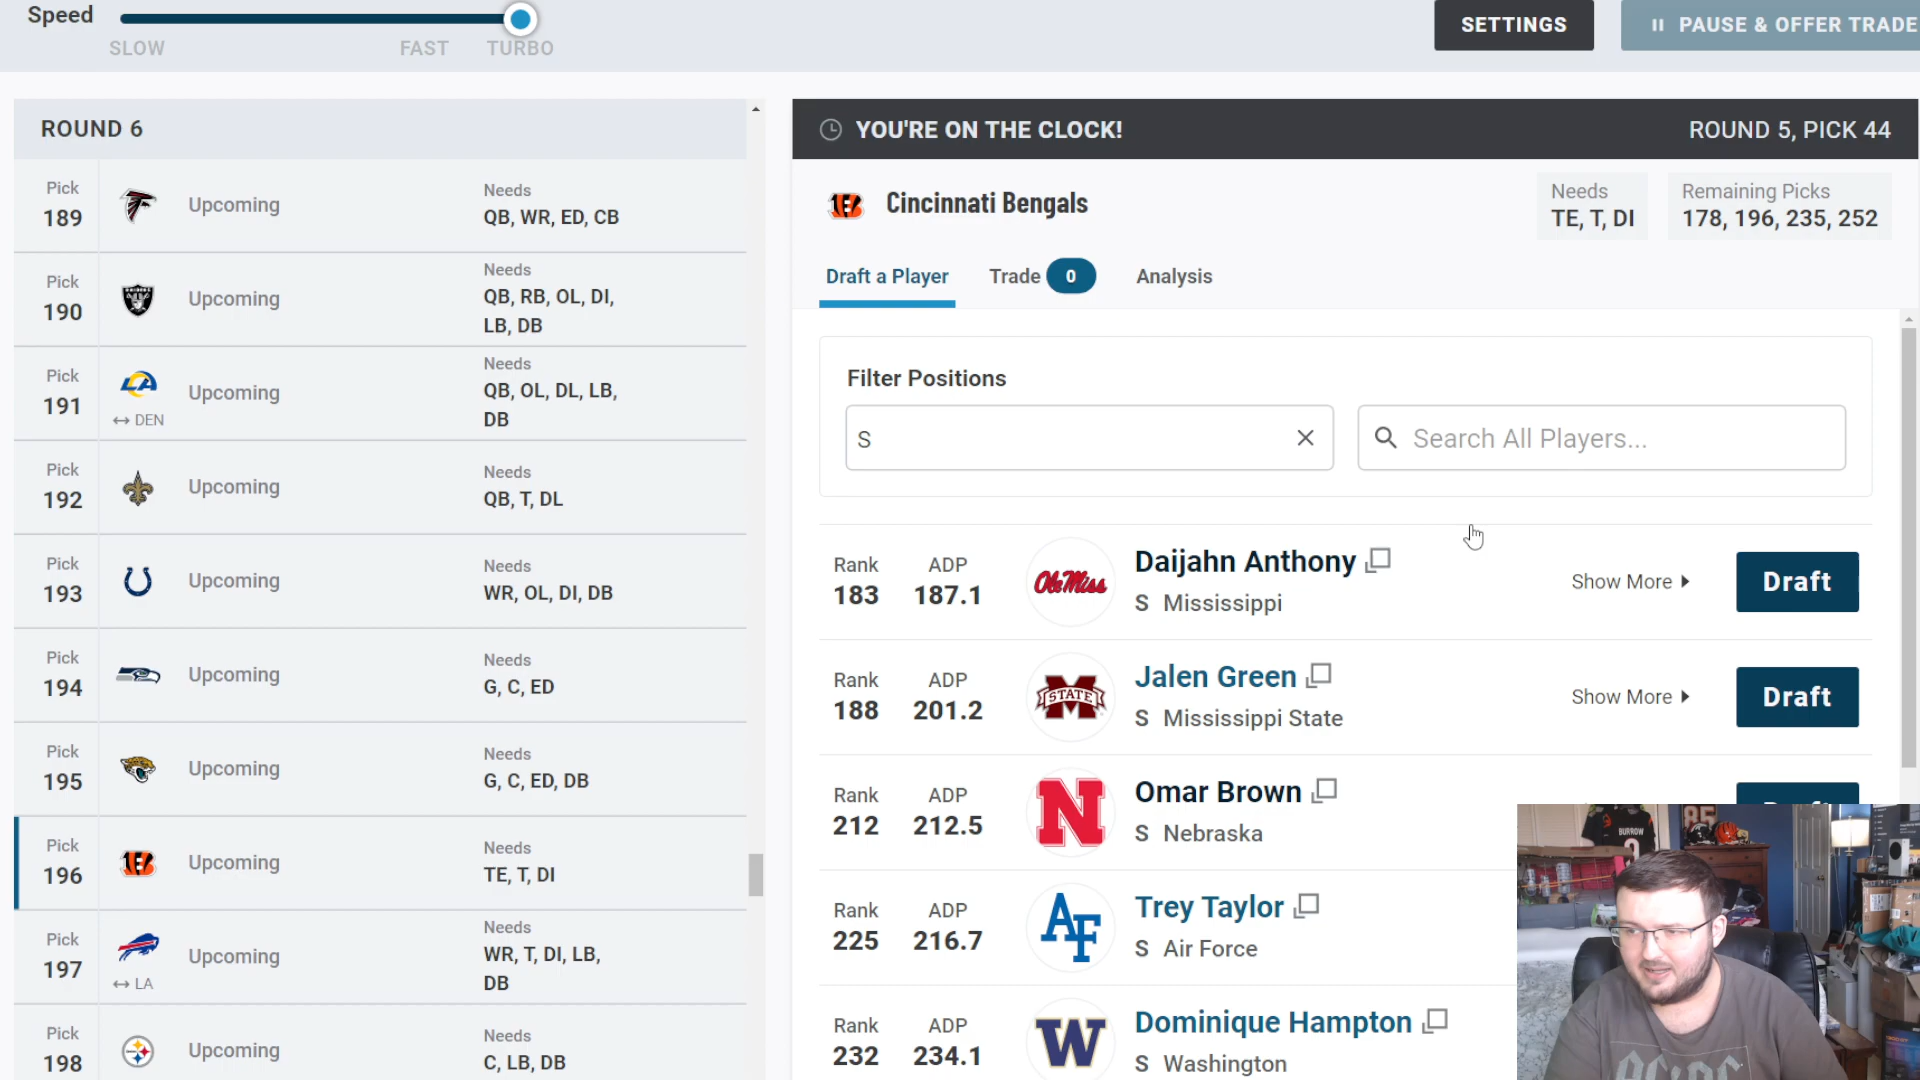 Speed
SLOW FAST TURBO
SETTINGS
PAUSE & OFFER TRADE
ROUND 6
Pick 189 Upcoming Needs QB, WR, ED, CB
Pick 190 Upcoming Needs QB, RB, OL, DI, LB, DB
RAIDERS
Pick 191 ↔ DEN Upcoming Needs QB, OL, DL, LB, DB
LA
Pick 192 Upcoming Needs QB, T, DL
Pick 193 Upcoming Needs WR, OL, DI, DB
Pick 194 Upcoming Needs G, C, ED
Pick 195 Upcoming Needs G, C, ED, DB
Pick 196 Upcoming Needs TE, T, DI
Pick 197 ↔ LA Upcoming Needs WR, T, DI, LB, DB
Pick 198 Upcoming Needs C, LB, DB
YOU'RE ON THE CLOCK! ROUND 5, PICK 44
Cincinnati Bengals
Needs
TE, T, DI
Remaining Picks
178, 196, 235, 252
Draft a Player Trade 0 Analysis
Filter Positions
S
Search All Players...
Rank 183 ADP 187.1
Ole Miss
Daijahn Anthony
S Mississippi
Show More Draft
Rank 188 ADP 201.2
M STATE
Jalen Green
S Mississippi State
Show More Draft
Rank 212 ADP 212.5
N
Omar Brown
S Nebraska
Rank 225 ADP 216.7
AF
Trey Taylor
S Air Force
Rank 232 ADP 234.1
W
Dominique Hampton
S Washington
BURROW
9
85
AC/DC